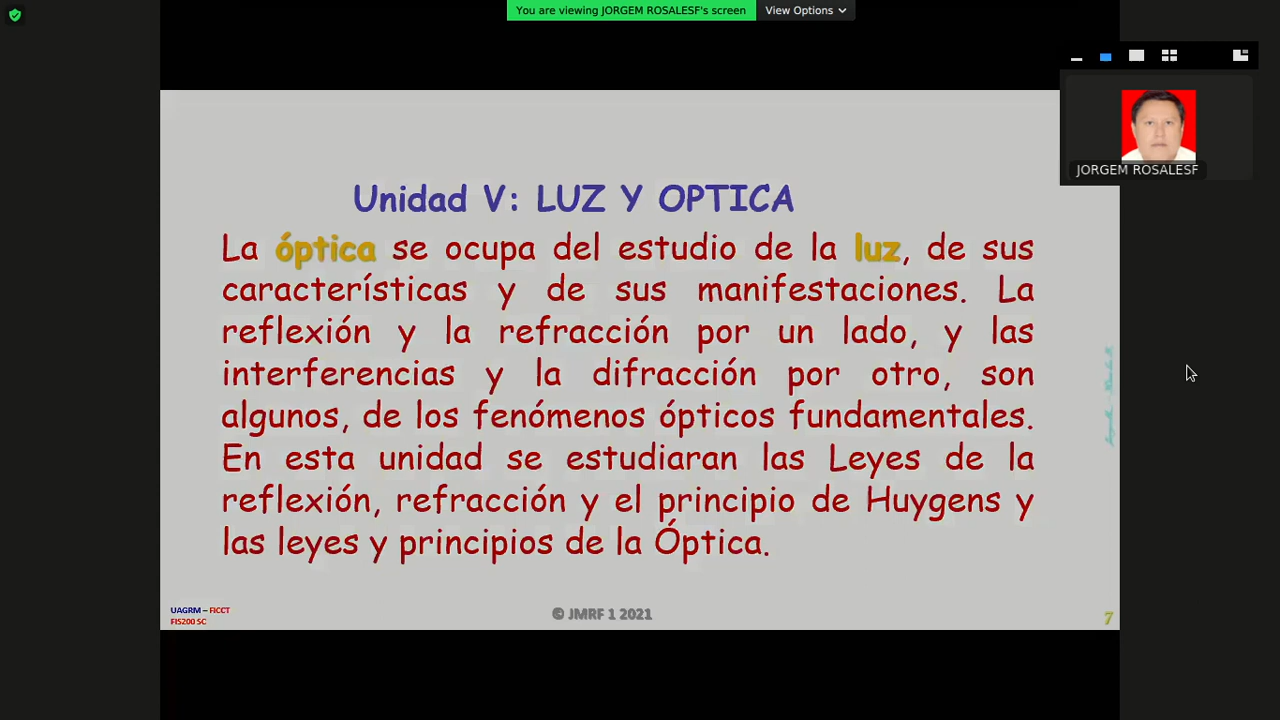 You are viewing JORGEM ROSALESF's screen
View Options
JORGEM ROSALESF
Unidad V: LUZ Y OPTICA
La óptica se ocupa del estudio de la luz, de sus
características y de sus manifestaciones. La
reflexión y la refracción por un lado, y las
interferencias y la difracción por otro, son
algunos, de los fenómenos ópticos fundamentales.
En esta unidad se estudiaran las Leyes de la
reflexión, refracción y el principio de Huygens y
las leyes y principios de la Óptica.
UAGRM – FICCT
FIS200 SC
© JMRF 1 2021
7